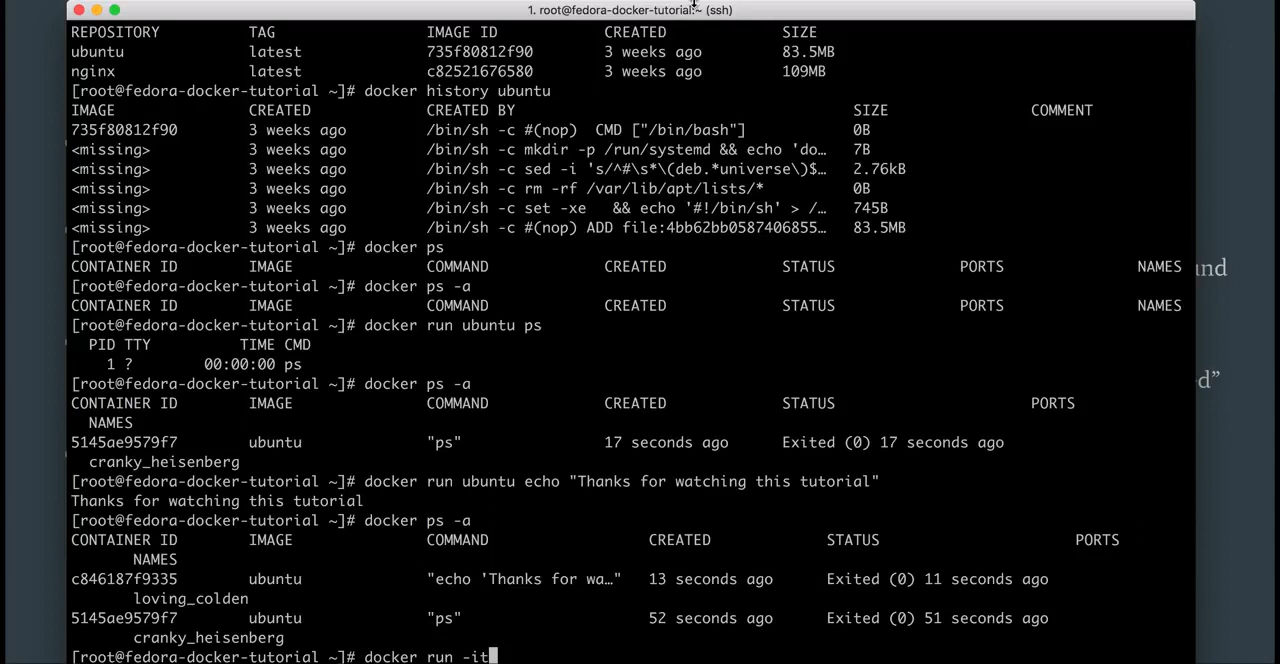 1. root@fedora-docker-tutorial:~ (ssh)
REPOSITORY TAG IMAGE ID CREATED SIZE
ubuntu latest 735f80812f90 3 weeks ago 83.5MB
nginx latest c82521676580 3 weeks ago 109MB
[root@fedora-docker-tutorial ~]# docker history ubuntu
IMAGE CREATED CREATED BY SIZE COMMENT
735f80812f90 3 weeks ago /bin/sh -c #(nop)  CMD ["/bin/bash"] 0B
<missing> 3 weeks ago /bin/sh -c mkdir -p /run/systemd && echo 'do… 7B
<missing> 3 weeks ago /bin/sh -c sed -i 's/^#\s*\(deb.*universe\)$… 2.76kB
<missing> 3 weeks ago /bin/sh -c rm -rf /var/lib/apt/lists/* 0B
<missing> 3 weeks ago /bin/sh -c set -xe   && echo '#!/bin/sh' > /… 745B
<missing> 3 weeks ago /bin/sh -c #(nop) ADD file:4bb62bb0587406855… 83.5MB
[root@fedora-docker-tutorial ~]# docker ps
CONTAINER ID IMAGE COMMAND CREATED STATUS PORTS NAMES
[root@fedora-docker-tutorial ~]# docker ps -a
CONTAINER ID IMAGE COMMAND CREATED STATUS PORTS NAMES
[root@fedora-docker-tutorial ~]# docker run ubuntu ps
PID TTY TIME CMD
1 ? 00:00:00 ps
[root@fedora-docker-tutorial ~]# docker ps -a
CONTAINER ID IMAGE COMMAND CREATED STATUS PORTS
NAMES
5145ae9579f7 ubuntu "ps" 17 seconds ago Exited (0) 17 seconds ago
cranky_heisenberg
[root@fedora-docker-tutorial ~]# docker run ubuntu echo "Thanks for watching this tutorial"
Thanks for watching this tutorial
[root@fedora-docker-tutorial ~]# docker ps -a
CONTAINER ID IMAGE COMMAND CREATED STATUS PORTS
NAMES
c846187f9335 ubuntu "echo 'Thanks for wa…" 13 seconds ago Exited (0) 11 seconds ago
loving_colden
5145ae9579f7 ubuntu "ps" 52 seconds ago Exited (0) 51 seconds ago
cranky_heisenberg
[root@fedora-docker-tutorial ~]# docker run -it